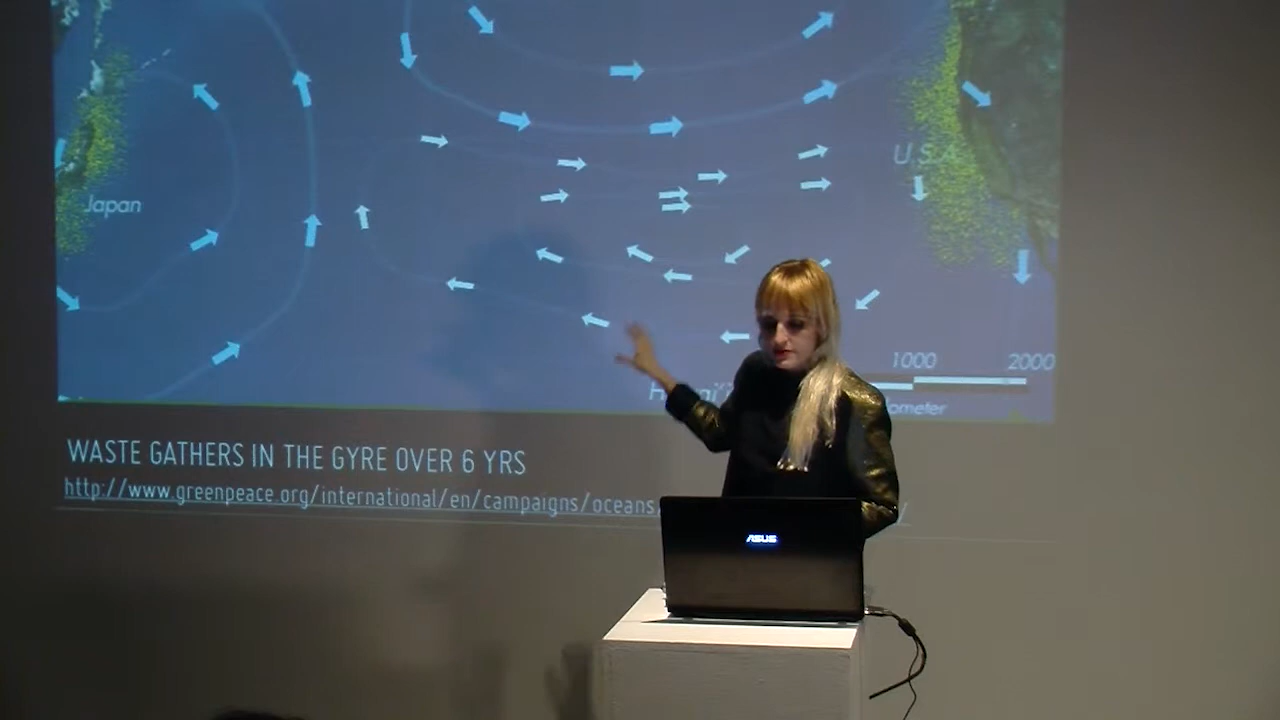 Japan
U.S.A
1000 2000
WASTE GATHERS IN THE GYRE OVER 6 YRS
http://www.greenpeace.org/international/en/campaigns/oceans
ASUS